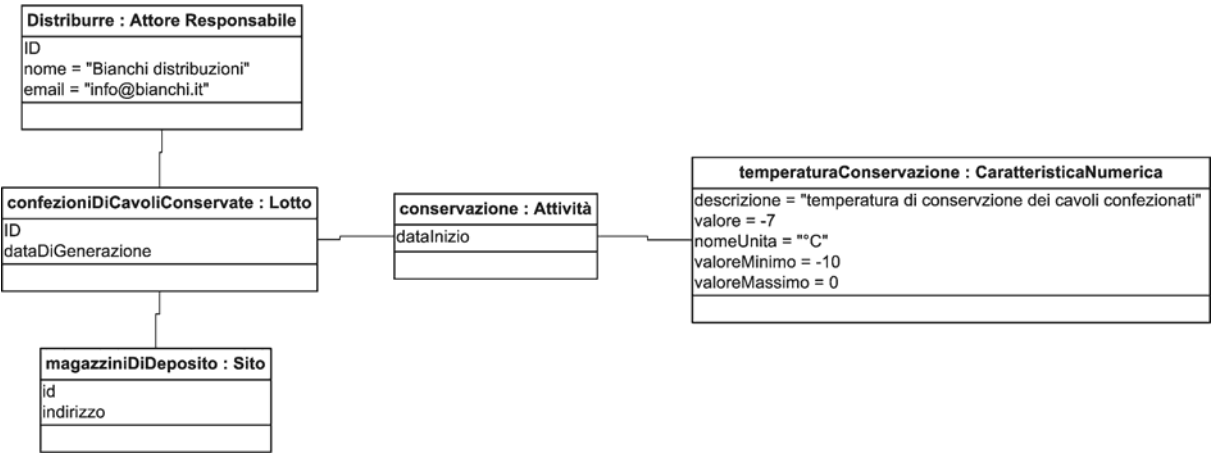 Distriburre : Attore Responsabile
ID
nome = "Bianchi distribuzioni"
email = "info@bianchi.it"
confezioniDiCavoliConservate : Lotto
ID
dataDiGenerazione
conservazione : Attività
dataInizio
temperaturaConservazione : CaratteristicaNumerica
descrizione = "temperatura di conservzione dei cavoli confezionati"
valore = -7
nomeUnita = "°C"
valoreMinimo = -10
valoreMassimo = 0
magazziniDiDeposito : Sito
id
indirizzo